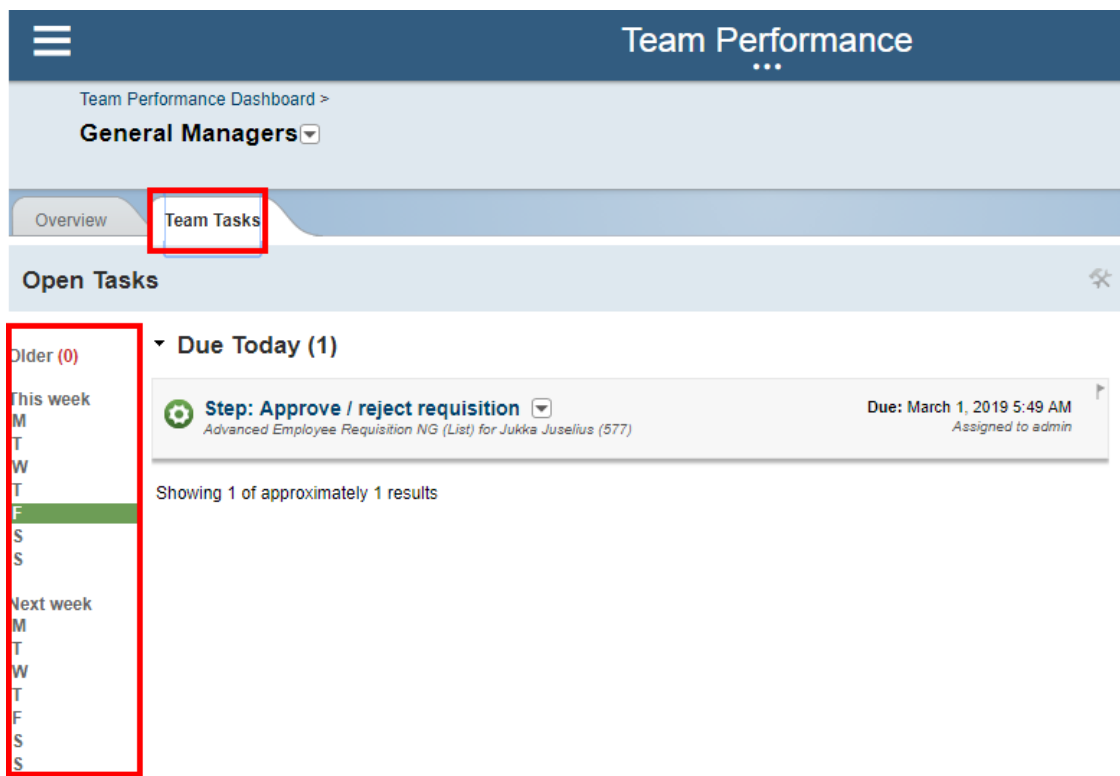 Team Performance
...
Team Performance Dashboard >
General Managers
Overview
Team Tasks
Open Tasks
Older (0)
This week
M
T
W
T
F
S
S
Next week
M
T
W
T
F
S
S
Due Today (1)
Step: Approve / reject requisition
Advanced Employee Requisition NG (List) for Jukka Juselius (577)
Due: March 1, 2019 5:49 AM
Assigned to admin
Showing 1 of approximately 1 results